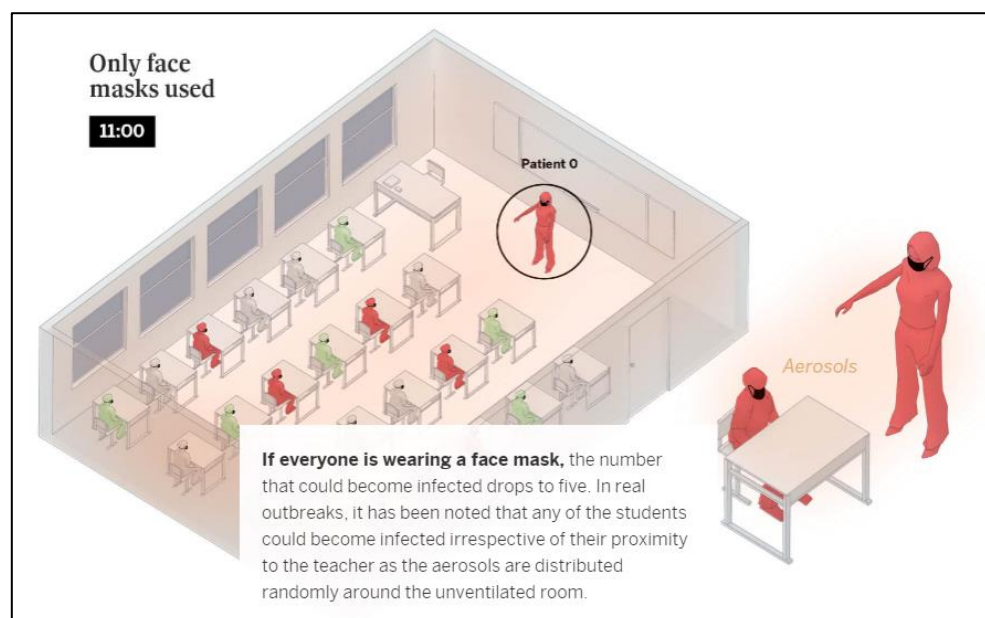 Only face
masks used
11:00
Patient 0
Aerosols
If everyone is wearing a face mask, the number
that could become infected drops to five. In real
outbreaks, it has been noted that any of the students
could become infected irrespective of their proximity
to the teacher as the aerosols are distributed
randomly around the unventilated room.